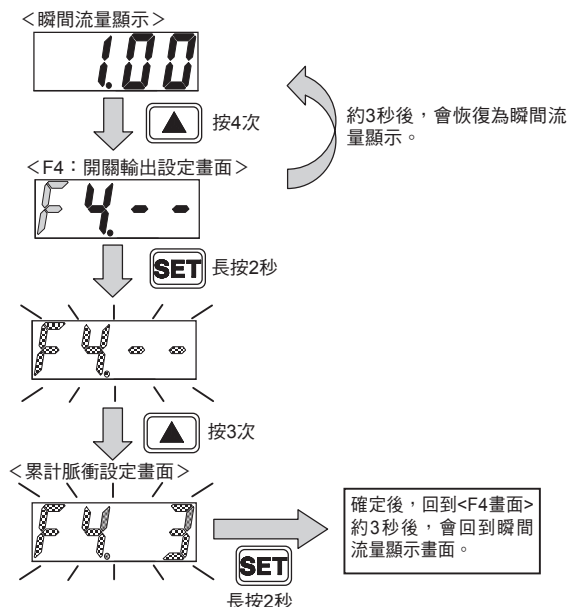 ＜瞬間流量顯示＞
1.00
▲ 按4次
約3秒後，會恢復為瞬間流
量顯示。
＜F4：開關輸出設定畫面＞
F 4. - -
SET 長按2秒
F 4. - -
▲ 按3次
＜累計脈衝設定畫面＞
F 4. 3
SET
長按2秒
確定後，回到<F4畫面>
約3秒後，會回到瞬間
流量顯示畫面。